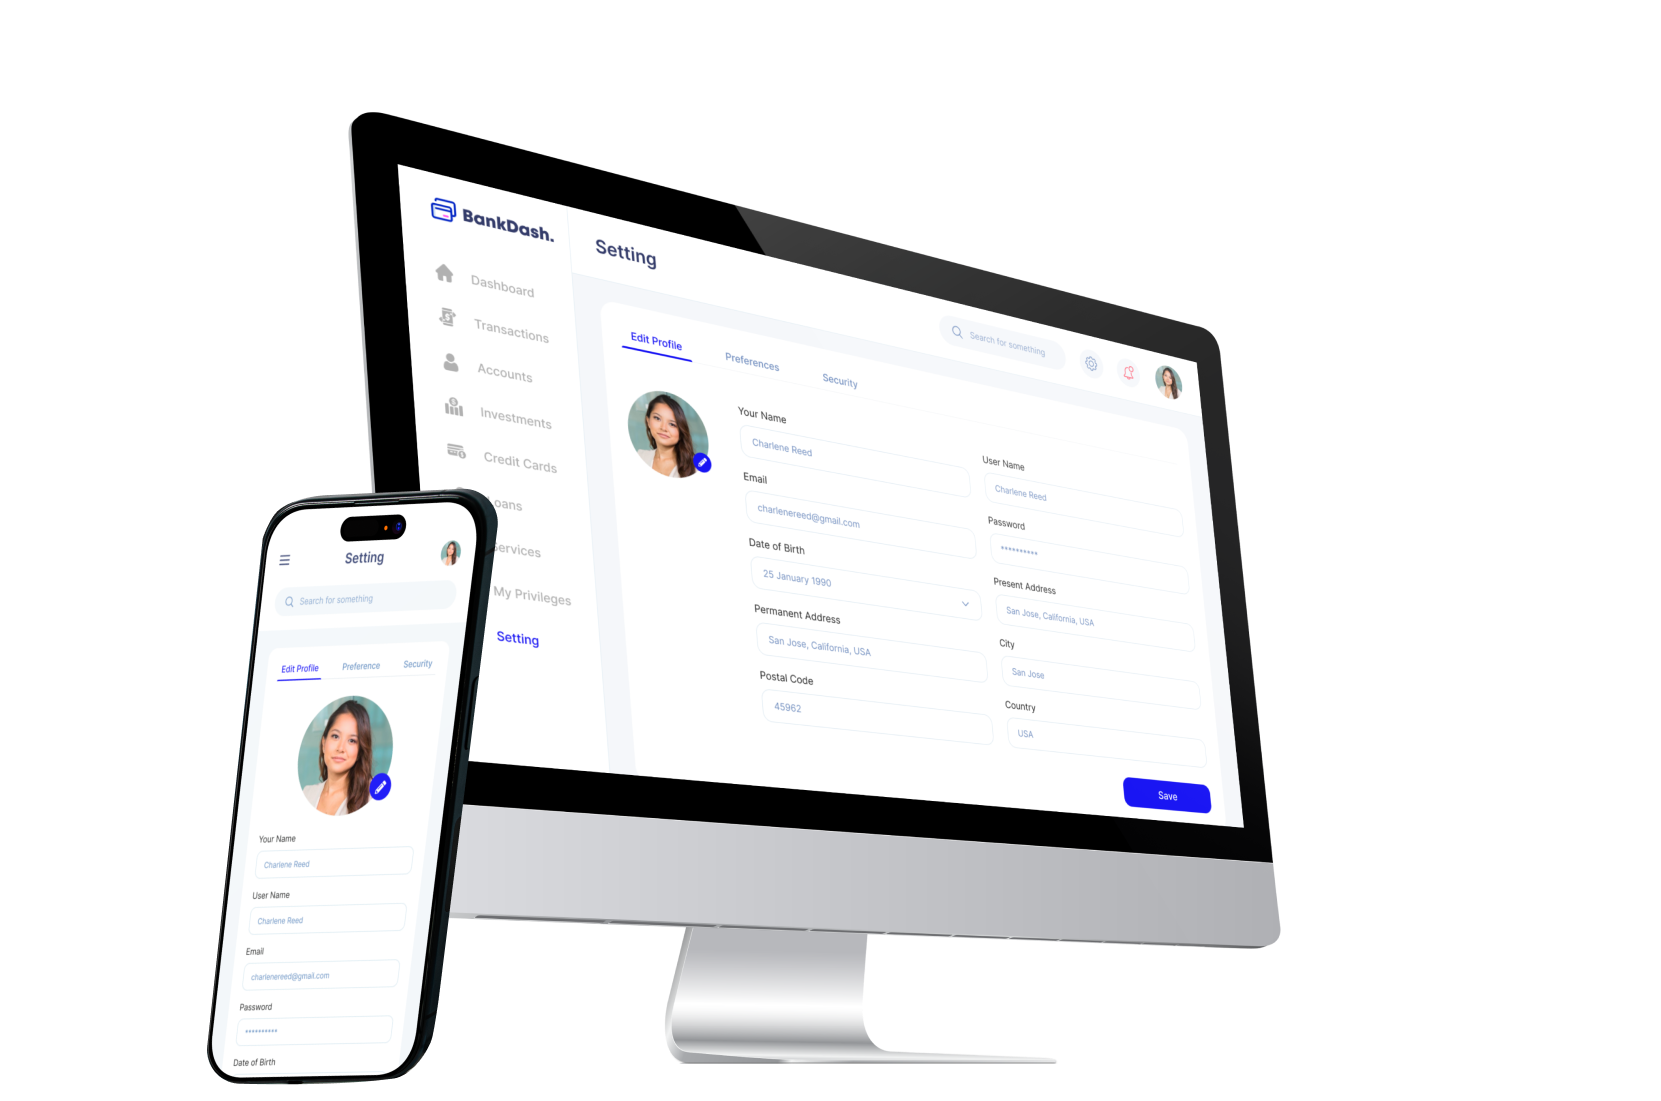 BankDash.
Dashboard
Transactions
Accounts
Investments
Credit Cards
Loans
Services
My Privileges
Setting
Setting
Search for something
Edit Profile
Preferences
Security
Your Name
Charlene Reed
User Name
Charlene Reed
Email
charlenereed@gmail.com
Password
**********
Date of Birth
25 January 1990
Present Address
San Jose, California, USA
Permanent Address
San Jose, California, USA
City
San Jose
Postal Code
45962
Country
USA
Save
Setting
Search for something
Edit Profile
Preference
Security
Your Name
Charlene Reed
User Name
Charlene Reed
Email
charlenereed@gmail.com
Password
**********
Date of Birth